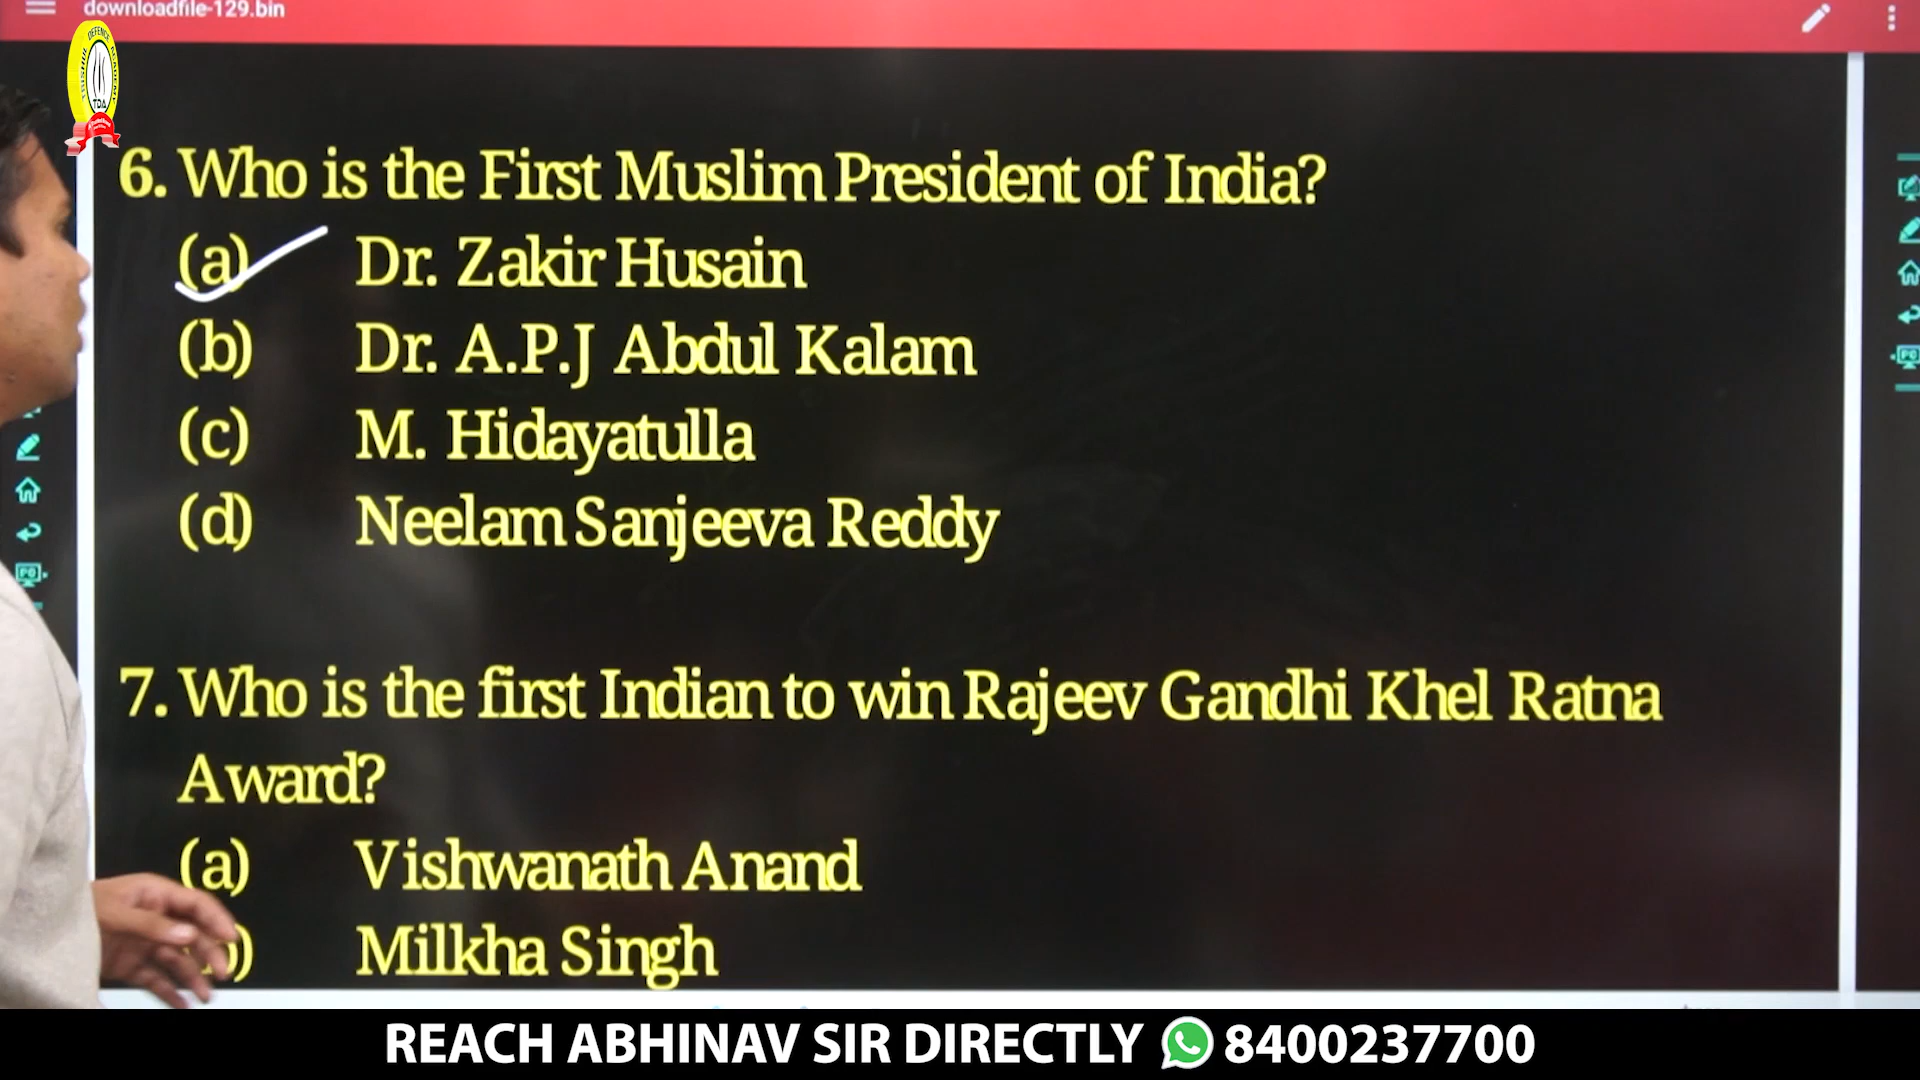 downloadfile-129.bin
DEFENCE
TDA
6. Who is the First Muslim President of India?
(a) Dr. Zakir Husain
(b) Dr. A.P.J Abdul Kalam
(c) M. Hidayatulla
(d) Neelam Sanjeeva Reddy
7. Who is the first Indian to win Rajeev Gandhi Khel Ratna
Award?
(a) Vishwanath Anand
(b) Milkha Singh
REACH ABHINAV SIR DIRECTLY 8400237700